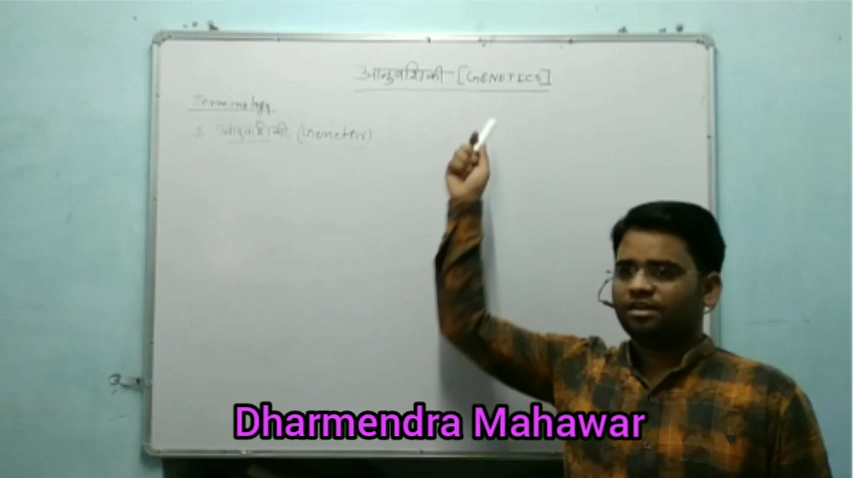 आनुवंशिकी - [GENETICS]
Terminology
1. आनुवांशिकी (Genetics)
Dharmendra Mahawar